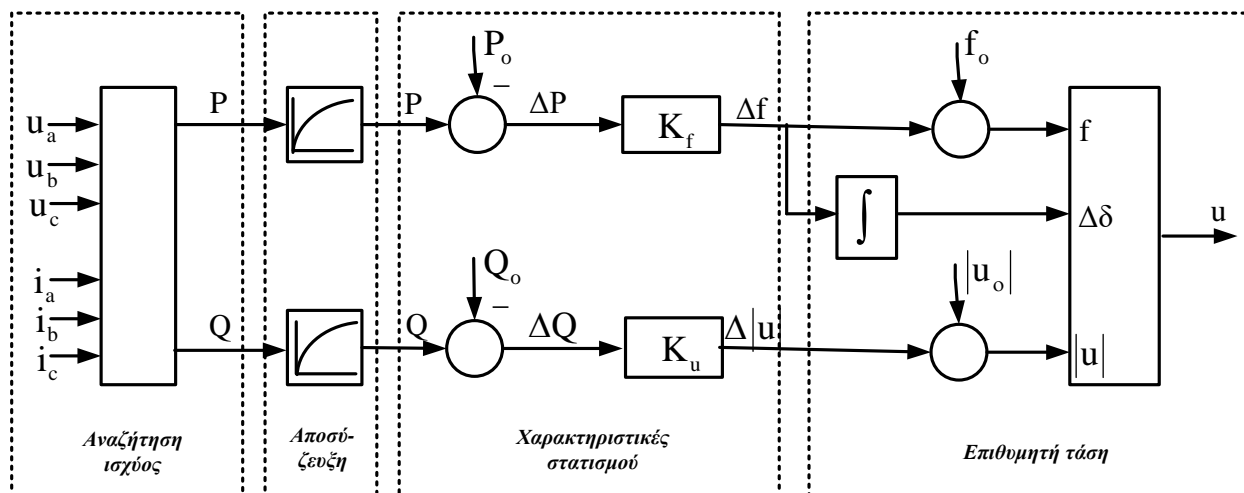 P_o
f_o
P
P
−
ΔP
K_f
Δf
u_a
u_b
u_c
f
∫
Δδ
u
i_a
i_b
i_c
Q_o
|u_o|
Q
Q
−
ΔQ
K_u
Δ|u|
|u|
Αναζήτηση
ισχύος
Αποσύ-
ζευξη
Χαρακτηριστικές
στατισμού
Επιθυμητή τάση